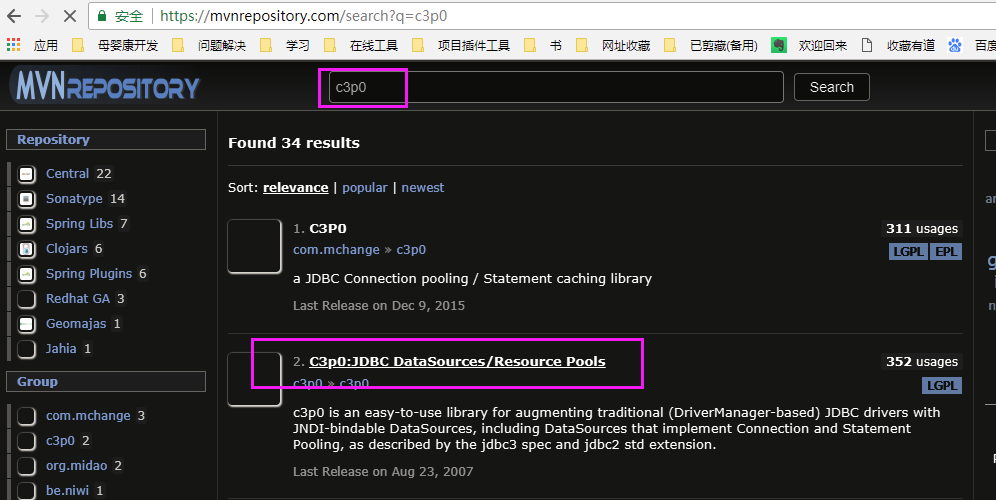 安全 https://mvnrepository.com/search?q=c3p0
应用 母婴康开发 问题解决 学习 在线工具 项目插件工具 书 网址收藏 已剪藏(备用) 欢迎回来 收藏有道 百度
MVNREPOSITORY c3p0 Search
Repository
Central 22
Sonatype 14
Spring Libs 7
Clojars 6
Spring Plugins 6
Redhat GA 3
Geomajas 1
Jahia 1
Group
com.mchange 3
c3p0 2
org.midao 2
be.niwi 1
Found 34 results
Sort: relevance | popular | newest
1. C3P0 311 usages
com.mchange » c3p0 LGPL EPL
a JDBC Connection pooling / Statement caching library
Last Release on Dec 9, 2015
2. C3p0:JDBC DataSources/Resource Pools 352 usages
c3p0 » c3p0 LGPL
c3p0 is an easy-to-use library for augmenting traditional (DriverManager-based) JDBC drivers with
JNDI-bindable DataSources, including DataSources that implement Connection and Statement
Pooling, as described by the jdbc3 spec and jdbc2 std extension.
Last Release on Aug 23, 2007